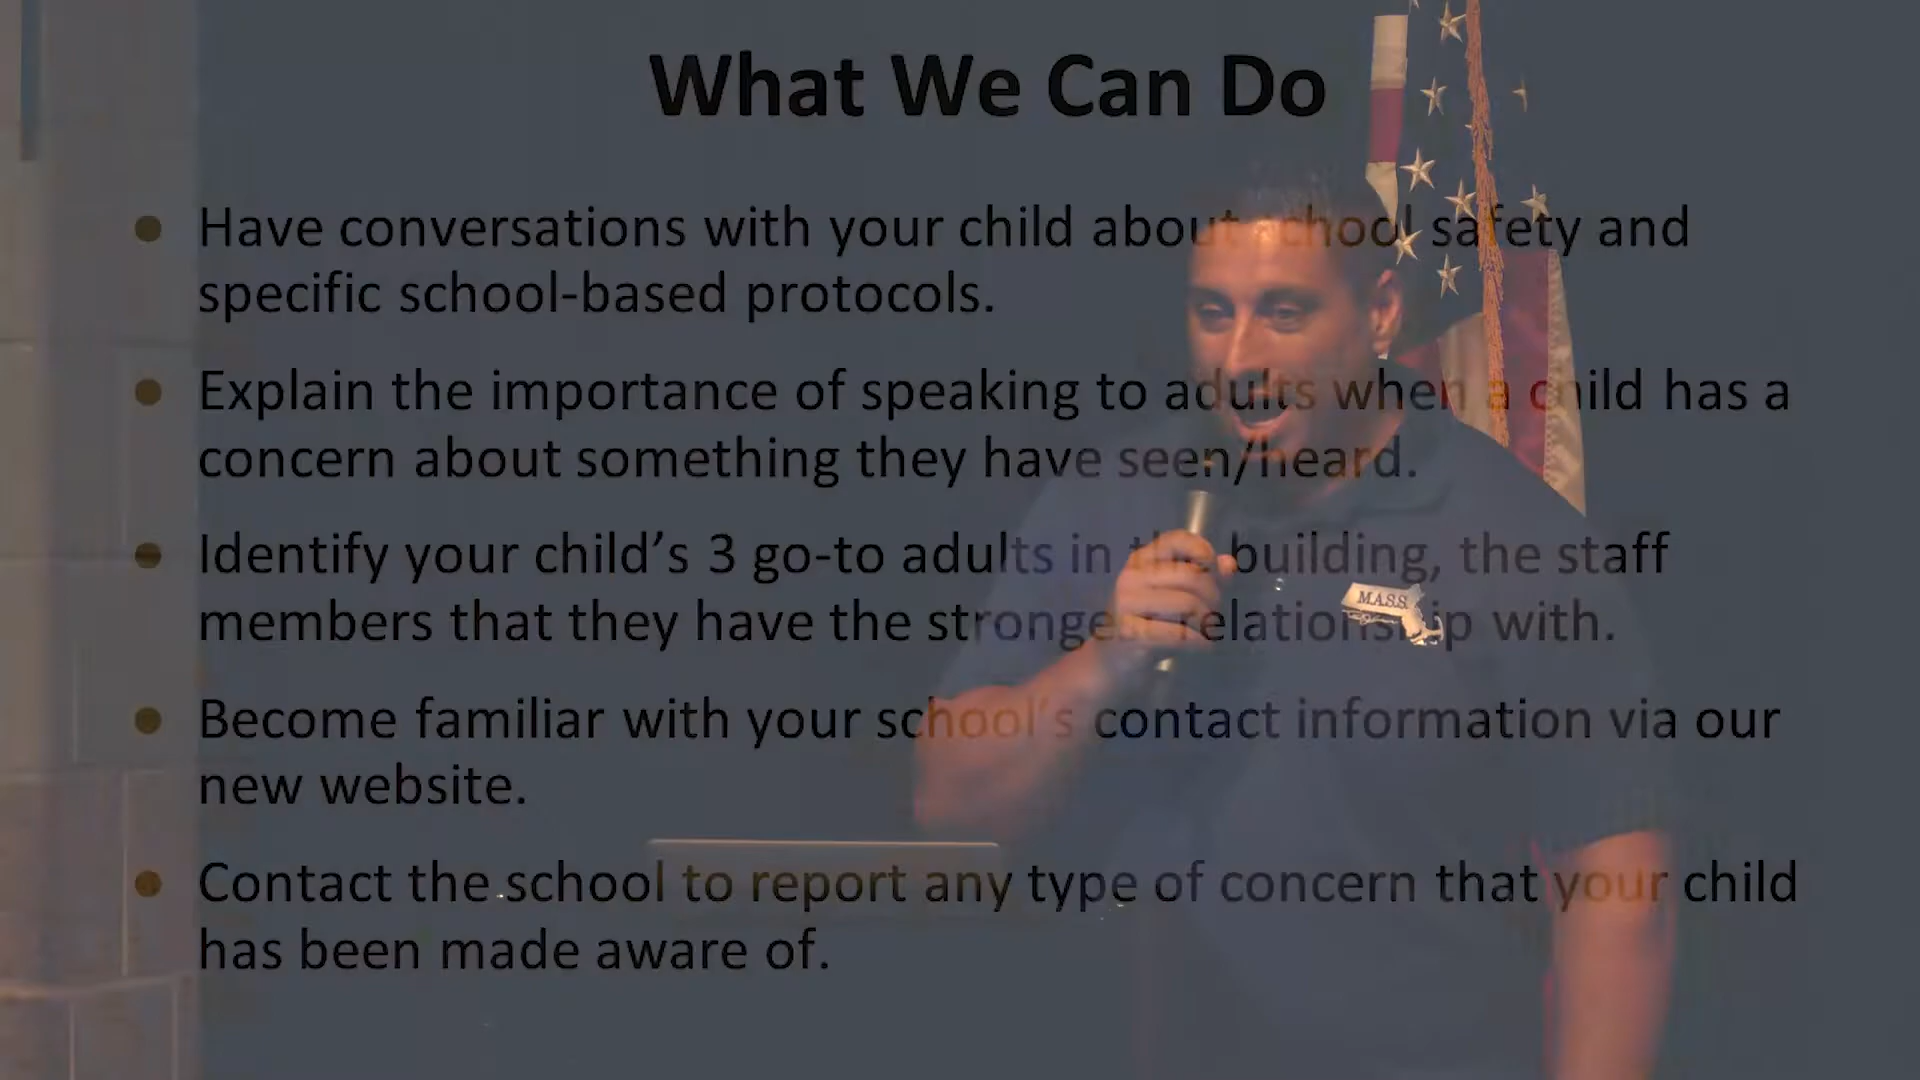 What We Can Do
• Have conversations with your child about school safety and
specific school-based protocols.
• Explain the importance of speaking to adults when a child has a
concern about something they have seen/heard.
• Identify your child’s 3 go-to adults in the building, the staff
members that they have the strongest relationship with.
• Become familiar with your school’s contact information via our
new website.
• Contact the school to report any type of concern that your child
has been made aware of.
M.A.S.S.